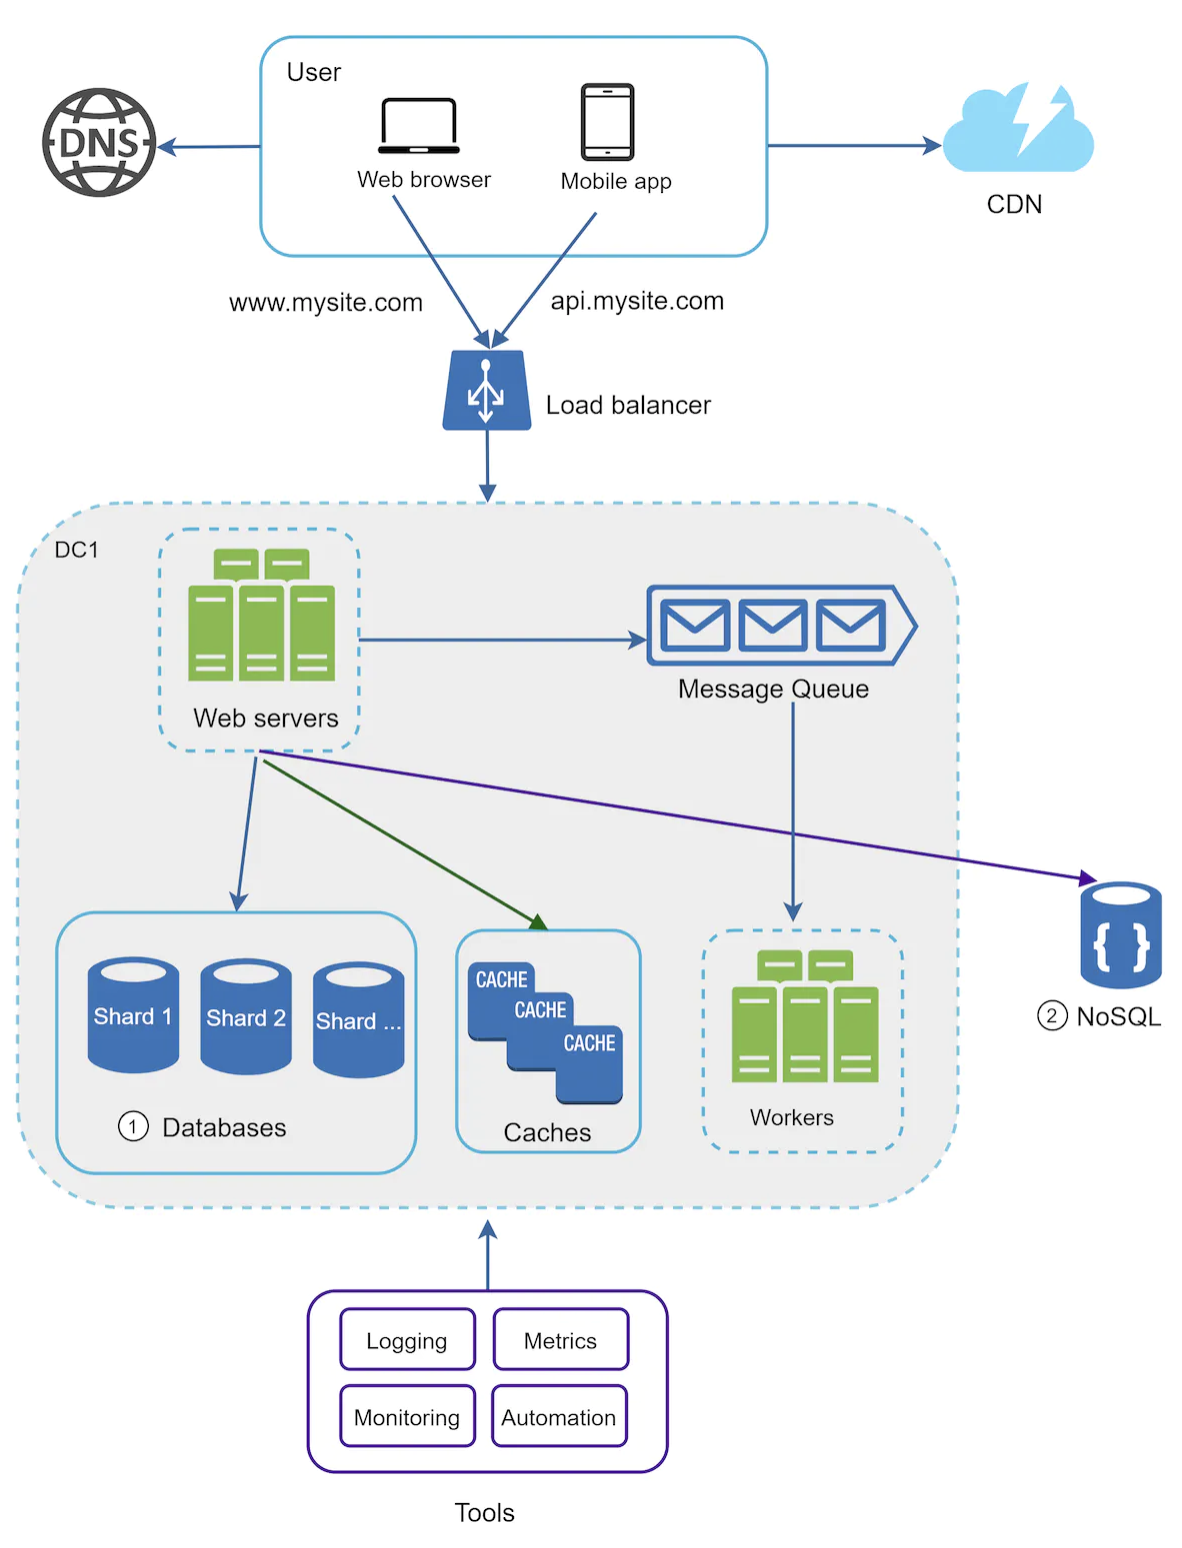 User
DNS
Web browser
Mobile app
CDN
www.mysite.com
api.mysite.com
Load balancer
DC1
Web servers
Message Queue
Shard 1
Shard 2
Shard ...
1 Databases
CACHE
CACHE
CACHE
Caches
Workers
{ }
2 NoSQL
Logging
Metrics
Monitoring
Automation
Tools